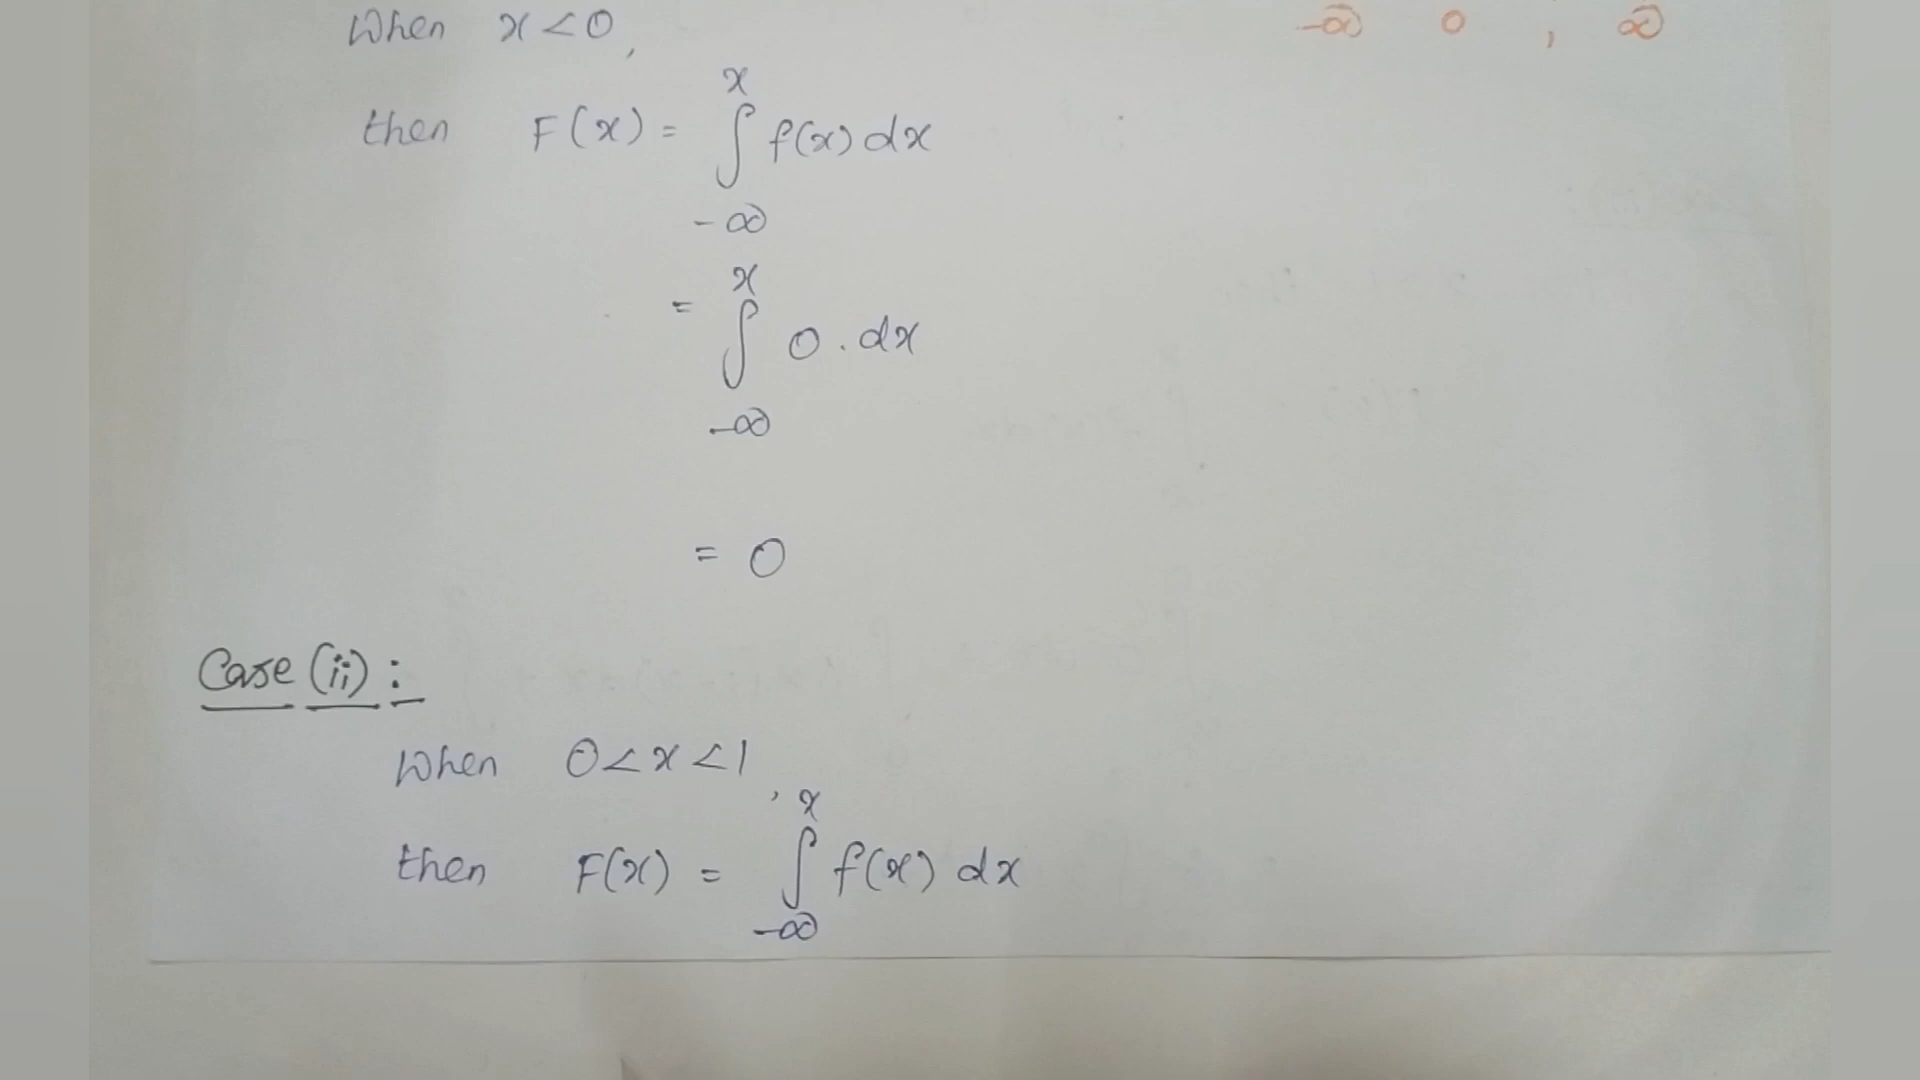 When x < 0,
-∞ 0 , ∞
then F(x) = ∫_{-∞}^{x} f(x) dx
= ∫_{-∞}^{x} 0 . dx
= 0
Case (ii) :
When 0 < x < 1,
then F(x) = ∫_{-∞}^{x} f(x) dx